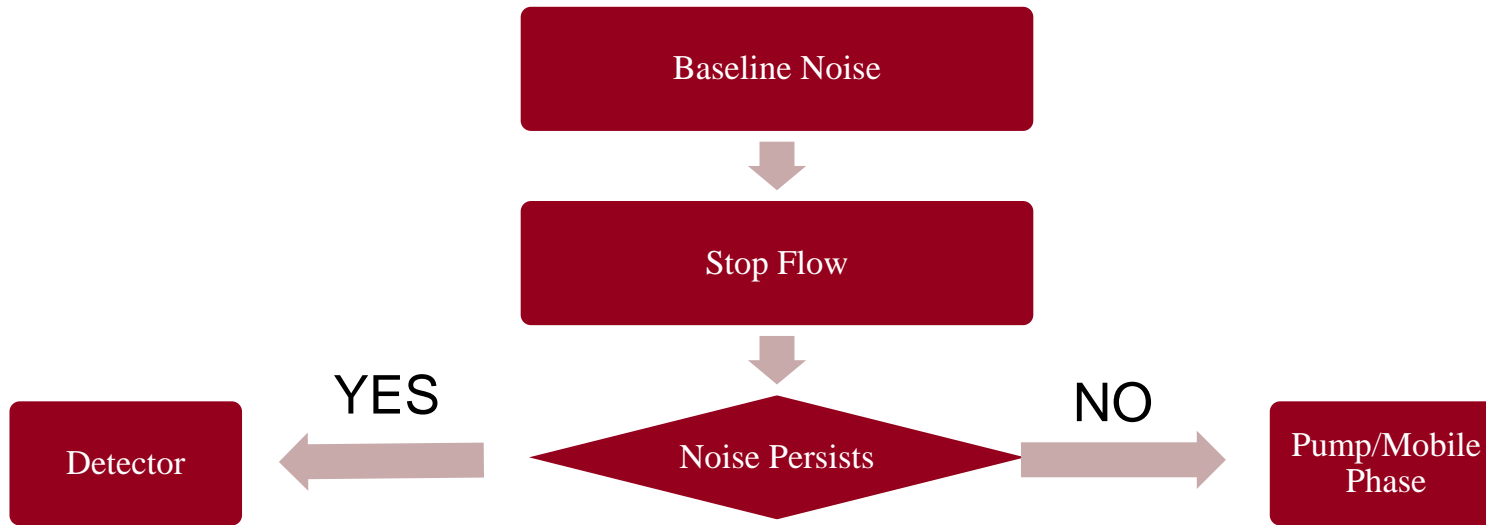 Baseline Noise
Stop Flow
YES
NO
Detector
Noise Persists
Pump/Mobile
Phase